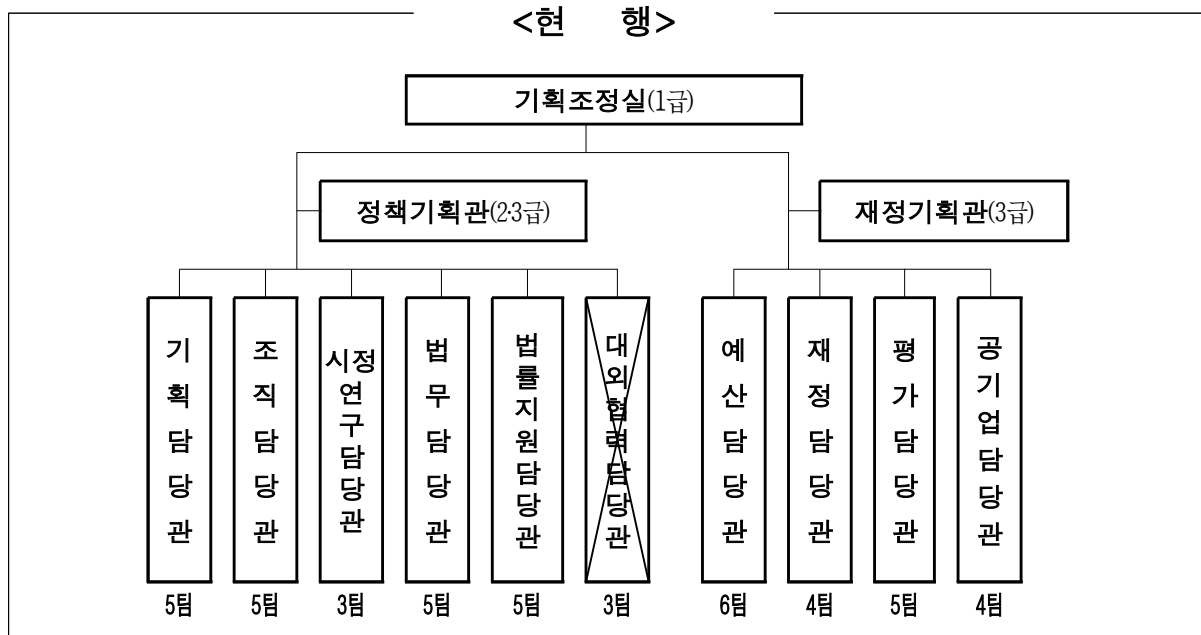 <현 행>
기획조정실(1급)
정책기획관(2·3급)
재정기획관(3급)
기획담당관
조직담당관
시정연구담당관
법무담당관
법률지원담당관
대외협력담당관
예산담당관
재정담당관
평가담당관
공기업담당관
5팀
5팀
3팀
5팀
5팀
3팀
6팀
4팀
5팀
4팀